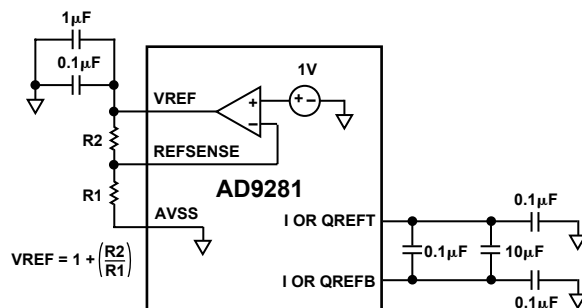 1µF
0.1µF
1V
VREF
+
+ −
−
R2
REFSENSE
AD9281
R1
AVSS
0.1µF
I OR QREFT
VREF = 1 + (R2/R1)
0.1µF
10µF
I OR QREFB
0.1µF